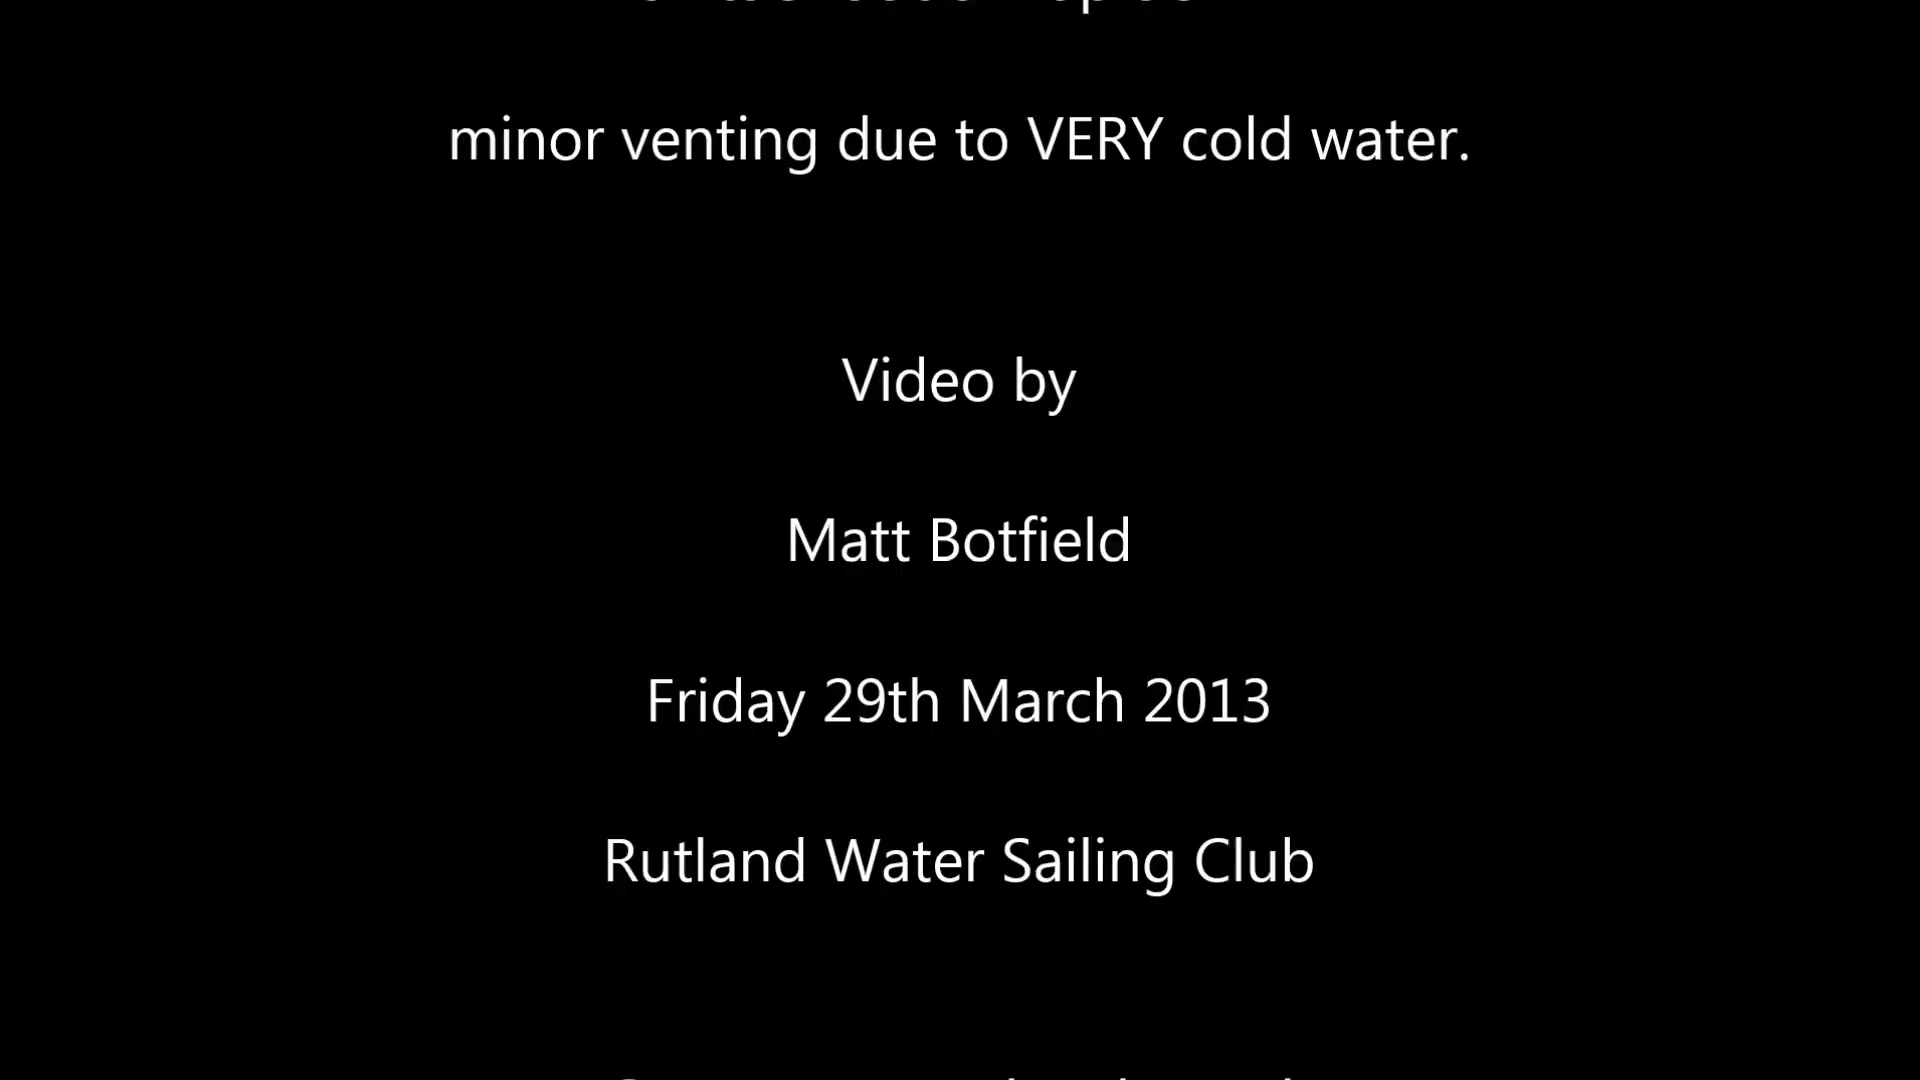 minor venting due to VERY cold water.
Video by
Matt Botfield
Friday 29th March 2013
Rutland Water Sailing Club